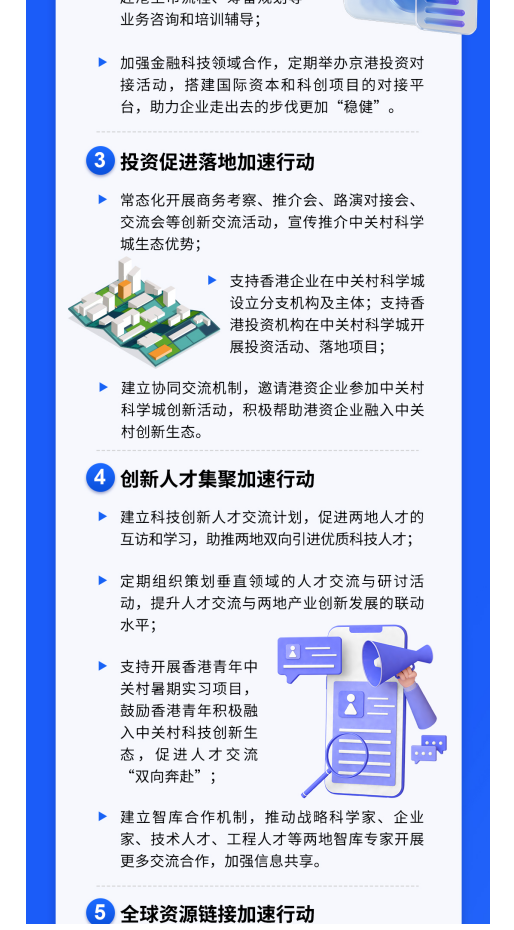 业务咨询和培训辅导；
加强金融科技领域合作，定期举办京港投资对
接活动，搭建国际资本和科创项目的对接平
台，助力企业走出去的步伐更加“稳健”。
3 投资促进落地加速行动
常态化开展商务考察、推介会、路演对接会、
交流会等创新交流活动，宣传推介中关村科学
城生态优势；
支持香港企业在中关村科学城
设立分支机构及主体；支持香
港投资机构在中关村科学城开
展投资活动、落地项目；
建立协同交流机制，邀请港资企业参加中关村
科学城创新活动，积极帮助港资企业融入中关
村创新生态。
4 创新人才集聚加速行动
建立科技创新人才交流计划，促进两地人才的
互访和学习，助推两地双向引进优质科技人才；
定期组织策划垂直领域的人才交流与研讨活
动，提升人才交流与两地产业创新发展的联动
水平；
支持开展香港青年中
关村暑期实习项目，
鼓励香港青年积极融
入中关村科技创新生
态，促进人才交流
“双向奔赴”；
建立智库合作机制，推动战略科学家、企业
家、技术人才、工程人才等两地智库专家开展
更多交流合作，加强信息共享。
5 全球资源链接加速行动